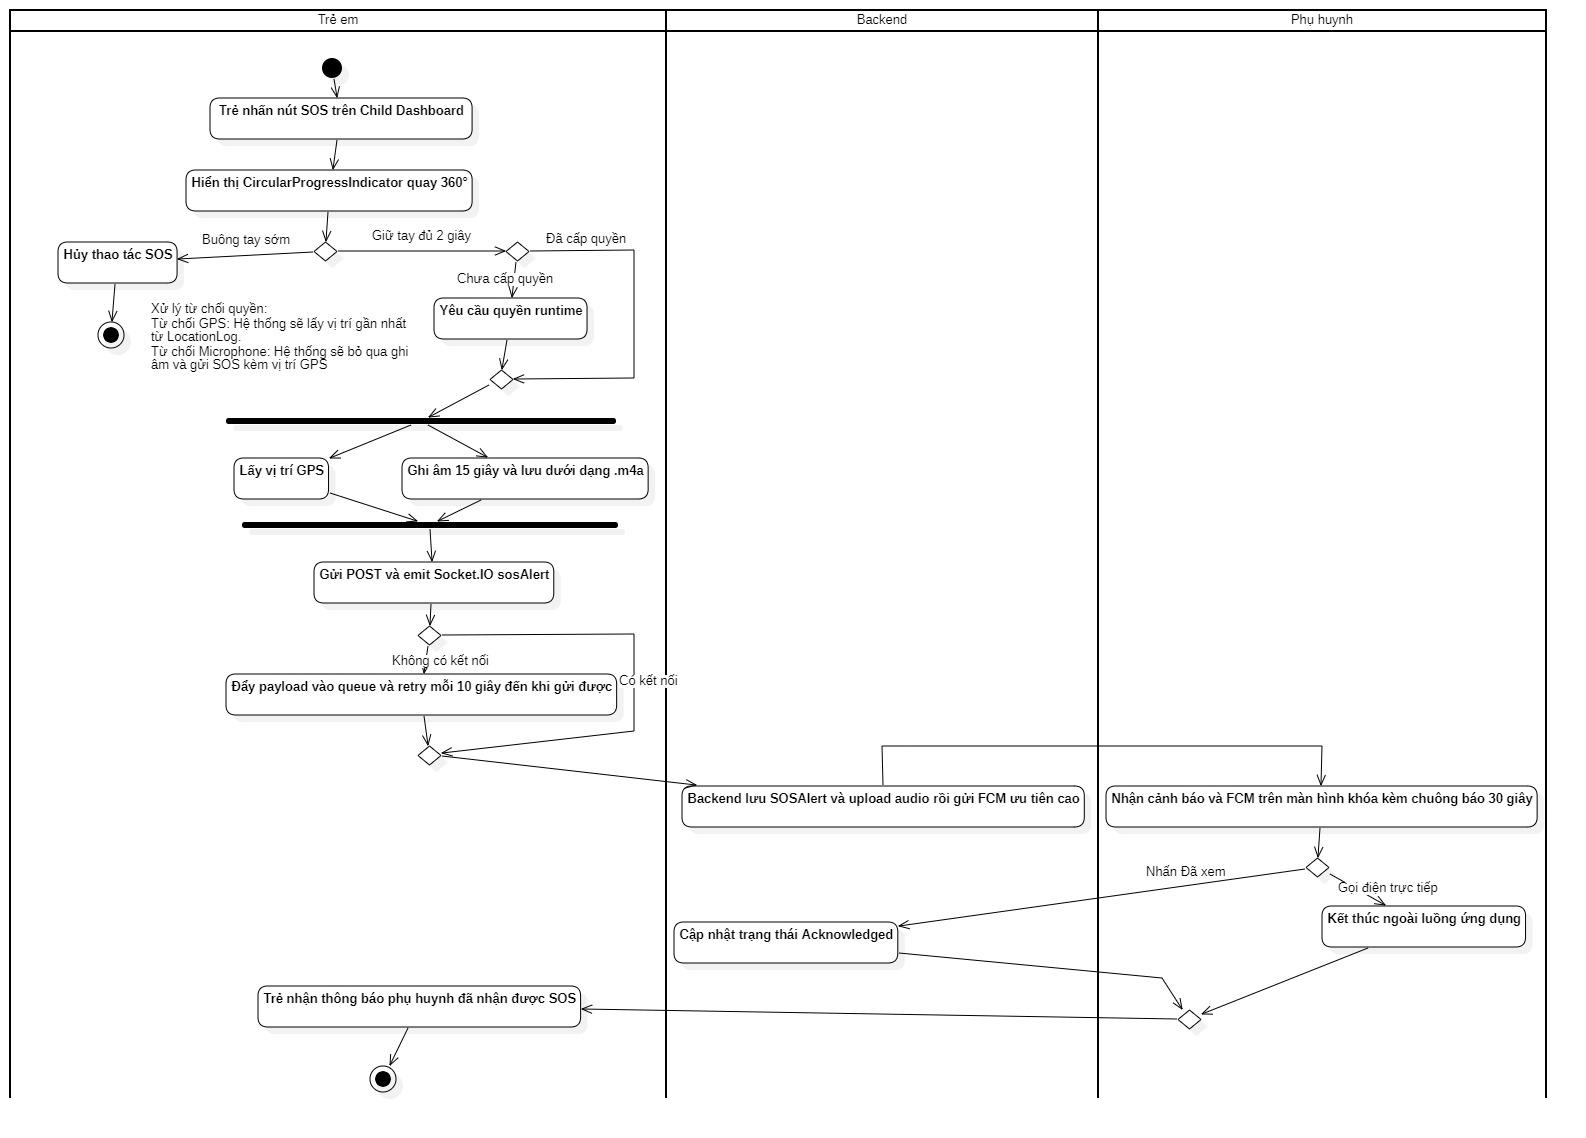 Trẻ em
Backend
Phụ huynh
Trẻ nhấn nút SOS trên Child Dashboard
Hiển thị CircularProgressIndicator quay 360°
Buông tay sớm
Giữ tay đủ 2 giây
Đã cấp quyền
Hủy thao tác SOS
Chưa cấp quyền
Yêu cầu quyền runtime
Xử lý từ chối quyền:
Từ chối GPS: Hệ thống sẽ lấy vị trí gần nhất
từ LocationLog.
Từ chối Microphone: Hệ thống sẽ bỏ qua ghi
âm và gửi SOS kèm vị trí GPS
Lấy vị trí GPS
Ghi âm 15 giây và lưu dưới dạng .m4a
Gửi POST và emit Socket.IO sosAlert
Không có kết nối
Có kết nối
Đẩy payload vào queue và retry mỗi 10 giây đến khi gửi được
Backend lưu SOSAlert và upload audio rồi gửi FCM ưu tiên cao
Nhận cảnh báo và FCM trên màn hình khóa kèm chuông báo 30 giây
Nhấn Đã xem
Gọi điện trực tiếp
Kết thúc ngoài luồng ứng dụng
Cập nhật trạng thái Acknowledged
Trẻ nhận thông báo phụ huynh đã nhận được SOS